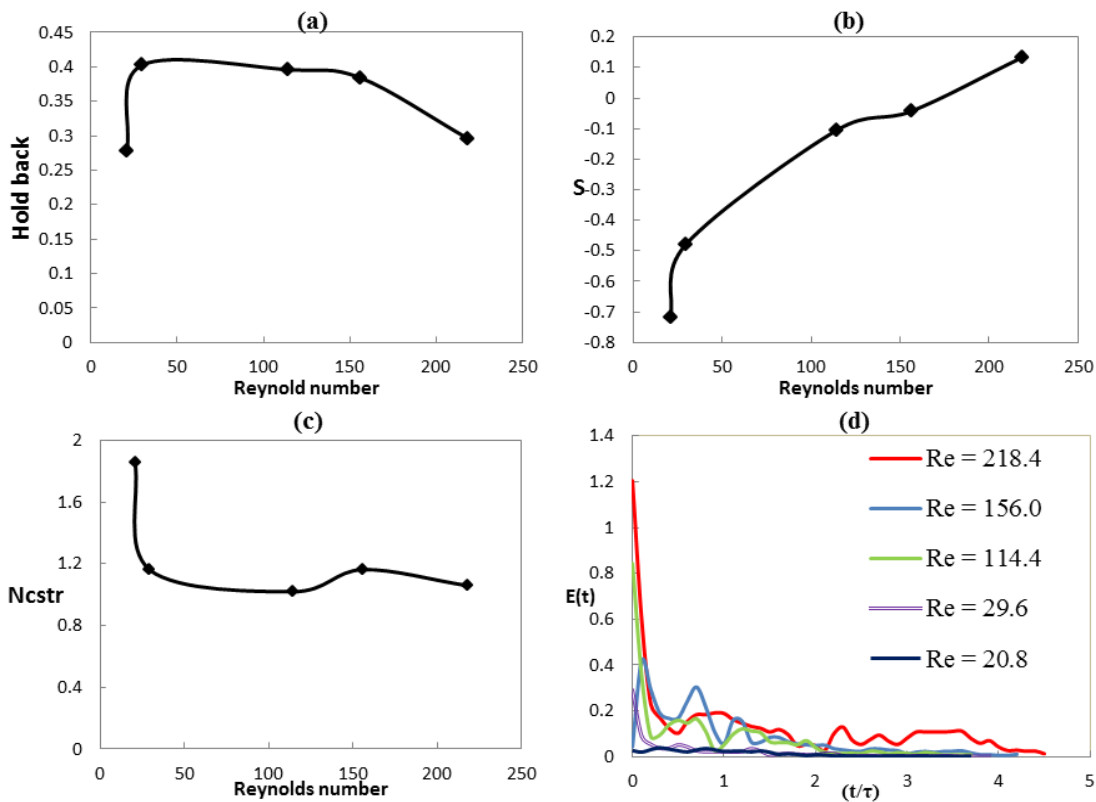 (a)
0.45
0.4
0.35
0.3
0.25
0.2
0.15
0.1
0.05
0
Hold back
0 50 100 150 200 250
Reynold number
(b)
0.2
0.1
0
-0.1
-0.2
-0.3
-0.4
-0.5
-0.6
-0.7
-0.8
S
0 50 100 150 200 250
Reynolds number
(c)
2
1.6
1.2
0.8
0.4
0
Ncstr
0 50 100 150 200 250
Reynolds number
(d)
1.4
1.2
1
0.8
0.6
0.4
0.2
0
E(t)
Re = 218.4
Re = 156.0
Re = 114.4
Re = 29.6
Re = 20.8
0 1 2 3 4 5
(t/τ)